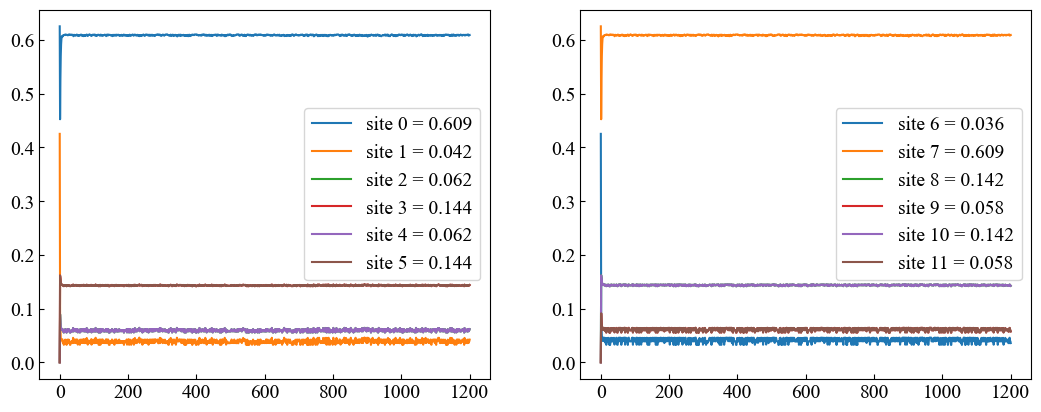 0.6
0.5
0.4
0.3
0.2
0.1
0.0
site 0 = 0.609
site 1 = 0.042
site 2 = 0.062
site 3 = 0.144
site 4 = 0.062
site 5 = 0.144
0 200 400 600 800 1000 1200
0.6
0.5
0.4
0.3
0.2
0.1
0.0
site 6 = 0.036
site 7 = 0.609
site 8 = 0.142
site 9 = 0.058
site 10 = 0.142
site 11 = 0.058
0 200 400 600 800 1000 1200